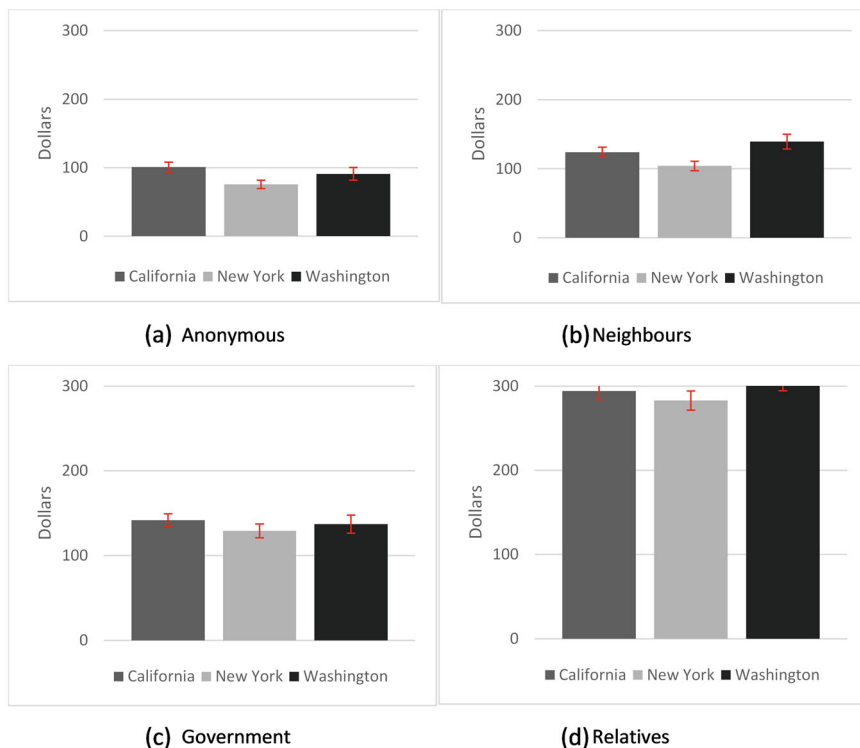 300
200
100
0
Dollars
California New York Washington
(a) Anonymous
300
200
100
0
Dollars
California New York Washington
(b) Neighbours
300
200
100
0
Dollars
California New York Washington
(c) Government
300
200
100
0
Dollars
California New York Washington
(d) Relatives